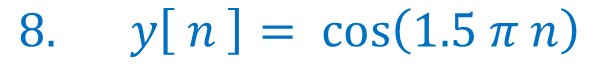 8. y[ n ] = cos(1.5 π n)